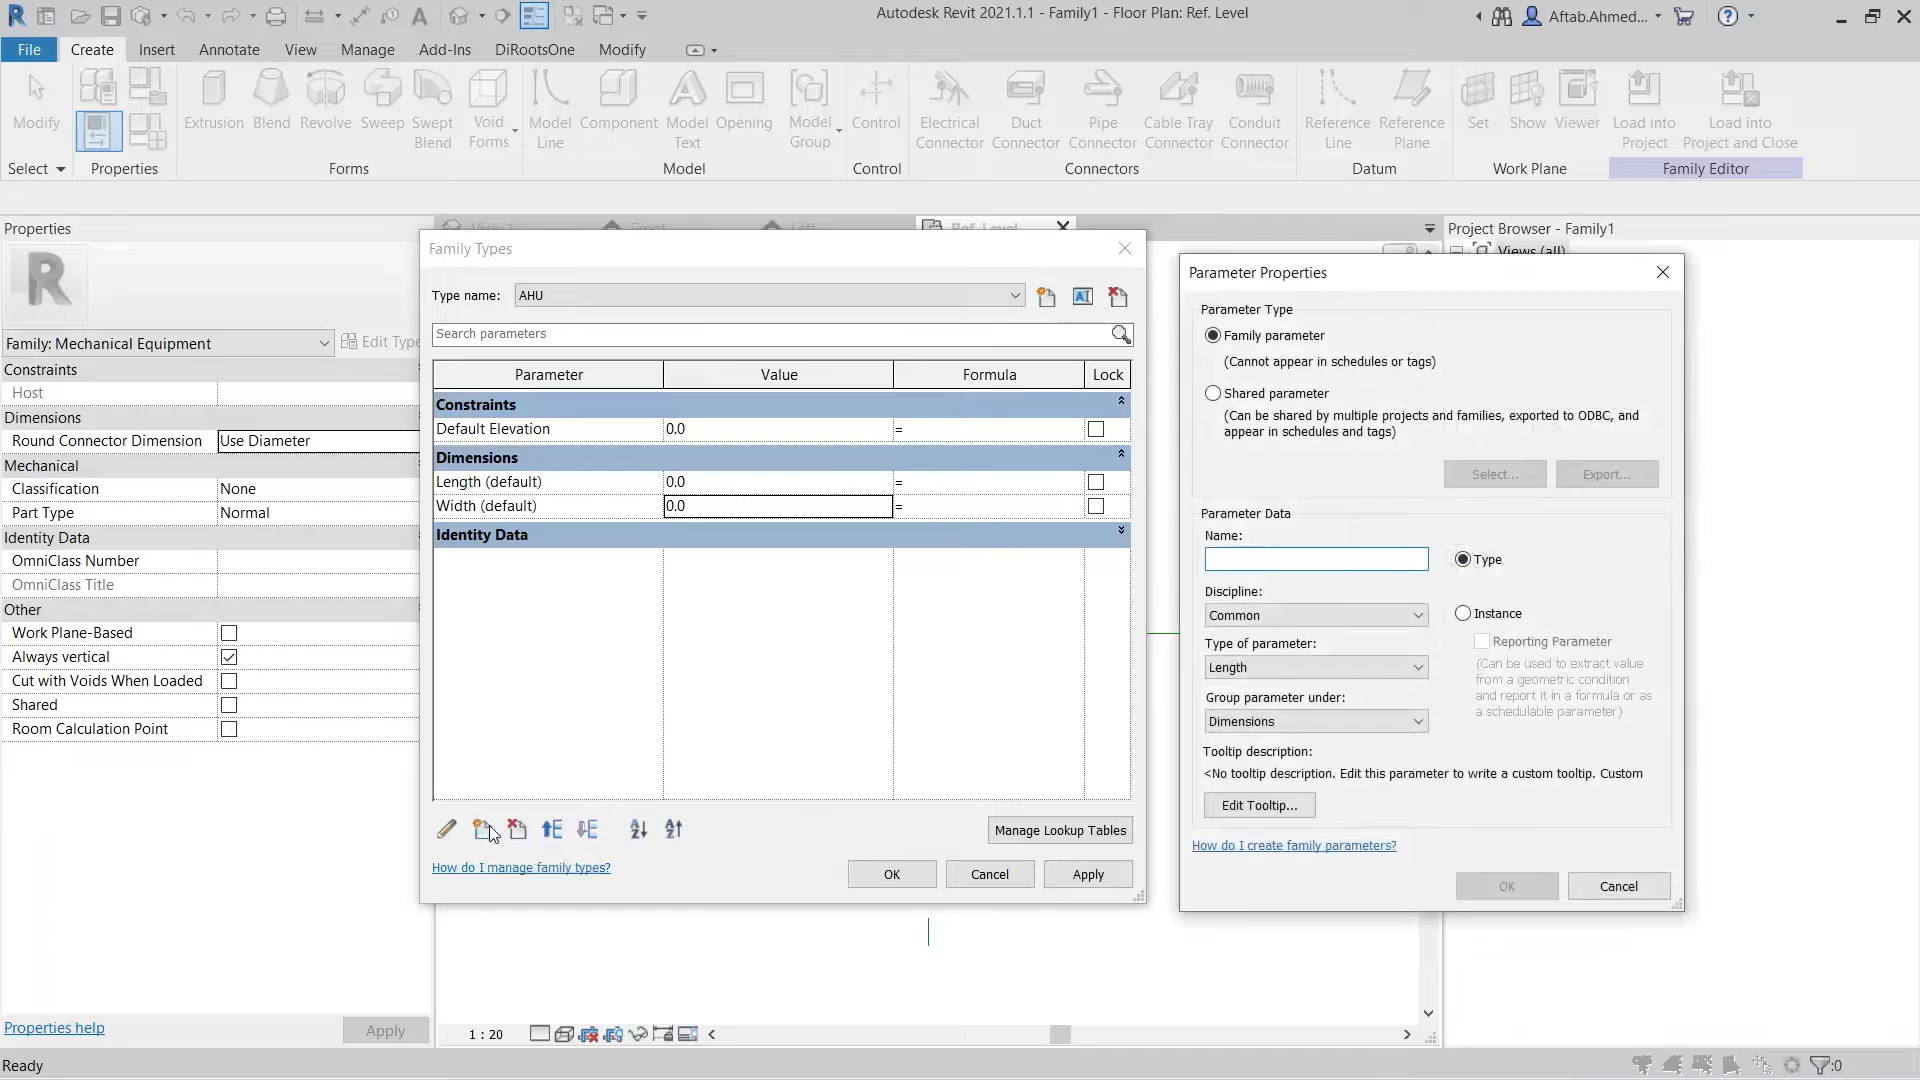 Autodesk Revit 2021.1.1 - Family1 - Floor Plan: Ref. Level
Aftab.Ahmed...
File Create Insert Annotate View Manage Add-Ins DiRootsOne Modify
Modify
Extrusion Blend Revolve Sweep Swept Blend Void Forms
Model Line Component Model Text Opening Model Group
Control
Electrical Connector Duct Connector Pipe Connector Cable Tray Connector Conduit Connector
Reference Line Reference Plane
Set Show Viewer
Load into Project Load into Project and Close
Select Properties Forms Model Control Connectors Datum Work Plane Family Editor
Properties
Family: Mechanical Equipment
Edit Type
Constraints
Host
Dimensions
Round Connector Dimension Use Diameter
Mechanical
Classification None
Part Type Normal
Identity Data
OmniClass Number
OmniClass Title
Other
Work Plane-Based
Always vertical
Cut with Voids When Loaded
Shared
Room Calculation Point
Properties help
Apply
View 1 Front Left Ref. Level
Family Types
Type name: AHU
Search parameters
Parameter Value Formula Lock
Constraints
Default Elevation 0.0 =
Dimensions
Length (default) 0.0 =
Width (default) 0.0 =
Identity Data
Manage Lookup Tables
How do I manage family types?
OK Cancel Apply
1 : 20
Project Browser - Family1
Views (all)
Parameter Properties
Parameter Type
Family parameter
(Cannot appear in schedules or tags)
Shared parameter
(Can be shared by multiple projects and families, exported to ODBC, and
appear in schedules and tags)
Select... Export...
Parameter Data
Name:
Type
Discipline:
Common
Instance
Type of parameter:
Reporting Parameter
Length
(Can be used to extract value
from a geometric condition
and report it in a formula or as
a schedulable parameter)
Group parameter under:
Dimensions
Tooltip description:
<No tooltip description. Edit this parameter to write a custom tooltip. Custom
Edit Tooltip...
How do I create family parameters?
OK Cancel
Ready
:0